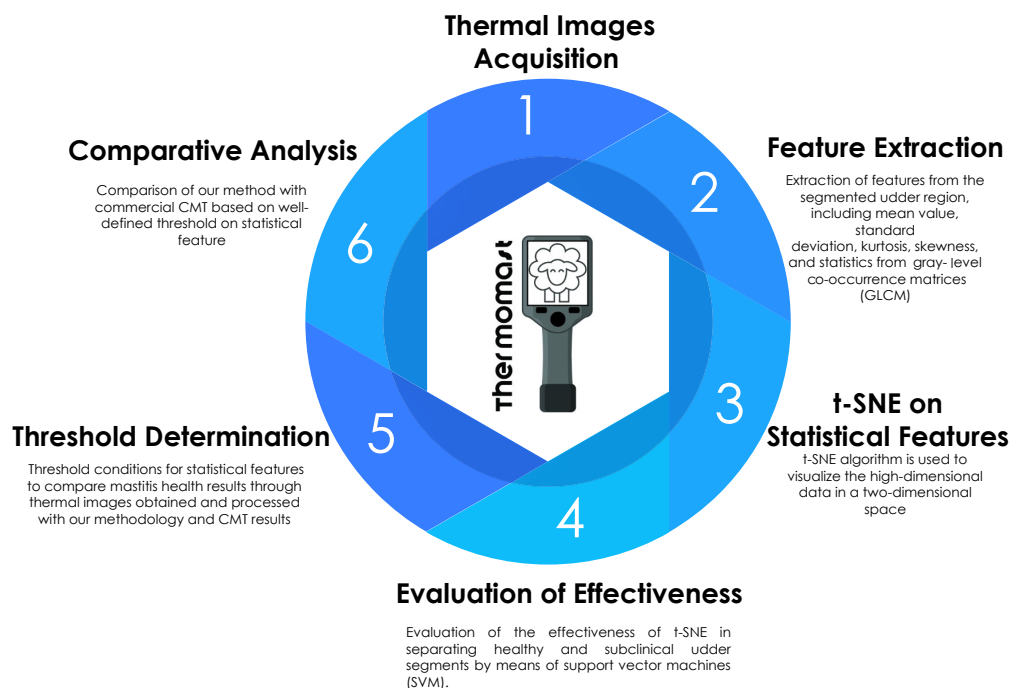 Thermal Images
Acquisition
1
Feature Extraction
2
Extraction of features from the
segmented udder region,
including mean value,
standard
deviation, kurtosis, skewness,
and statistics from gray- level
co-occurrence matrices
(GLCM)
t-SNE on
Statistical Features
3
t-SNE algorithm is used to
visualize the high-dimensional
data in a two-dimensional
space
4
Evaluation of Effectiveness
Evaluation of the effectiveness of t-SNE in
separating healthy and subclinical udder
segments by means of support vector machines
(SVM).
5
Threshold Determination
Threshold conditions for statistical features
to compare mastitis health results through
thermal images obtained and processed
with our methodology and CMT results
6
Comparative Analysis
Comparison of our method with
commercial CMT based on well-
defined threshold on statistical
feature
Thermomast